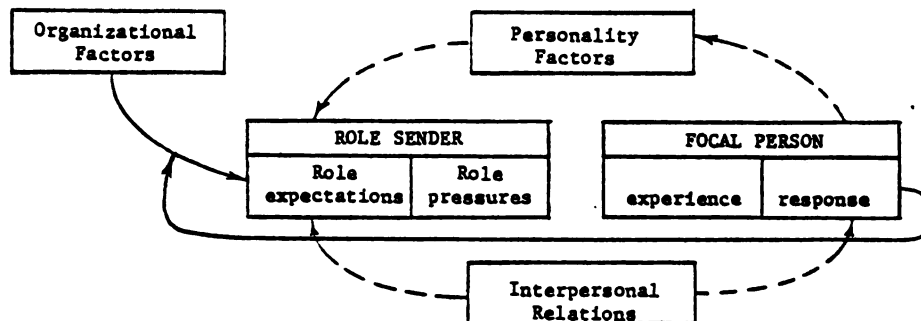 Organizational
Factors
Personality
Factors
ROLE SENDER
Role
expectations
Role
pressures
FOCAL PERSON
experience
response
Interpersonal
Relations